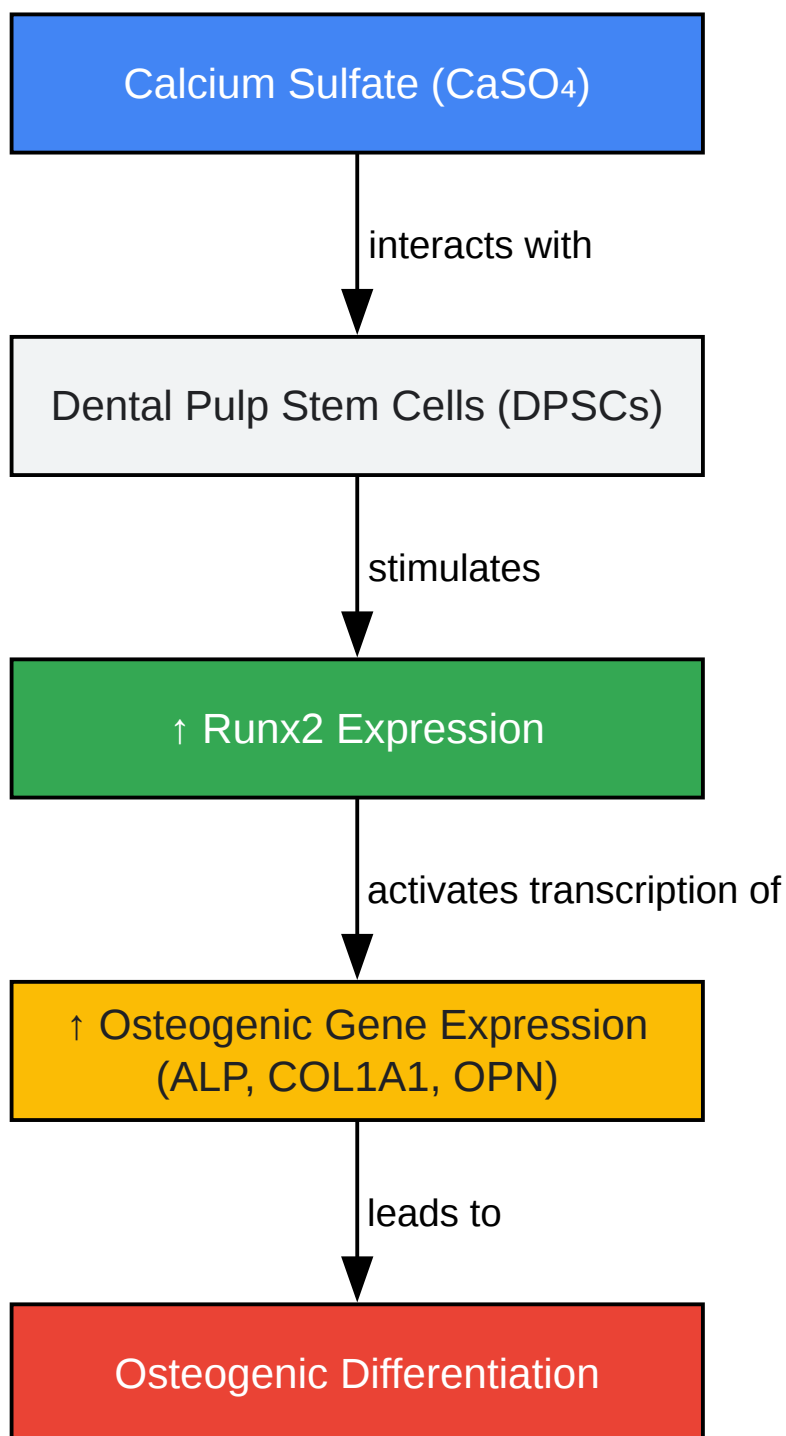 Calcium Sulfate (CaSO₄)
interacts with
Dental Pulp Stem Cells (DPSCs)
stimulates
↑ Runx2 Expression
activates transcription of
↑ Osteogenic Gene Expression
(ALP, COL1A1, OPN)
leads to
Osteogenic Differentiation